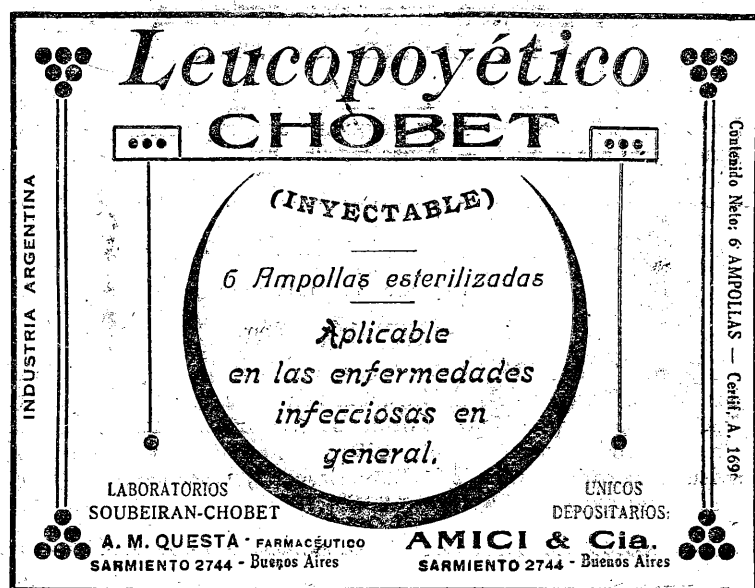 Leucopoyético
CHOBET
(INYECTABLE)
6 Ampollas esterilizadas
Aplicable
en las enfermedades
infecciosas en
general.
INDUSTRIA ARGENTINA
Contenido Neto; 6 AMPOLLAS — Certif. A.
LABORATORIOS
SOUBEIRAN-CHOBET
A. M. QUESTA - FARMACÉUTICO
SARMIENTO 2744 - Buenos Aires
UNICOS
DEPOSITARIOS:
AMICI & Cia.
SARMIENTO 2744 - Buenos Aires